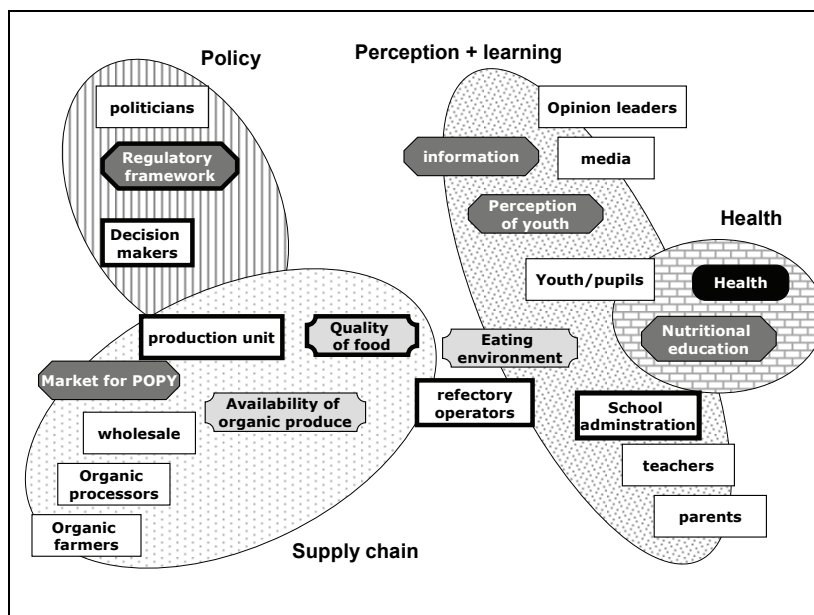 Policy
Perception + learning
politicians
Opinion leaders
Regulatory
framework
information
media
Perception
of youth
Health
Decision
makers
Youth/pupils
Health
production unit
Quality
of food
Eating
environment
Nutritional
education
Market for POPY
Availability of
organic produce
refectory
operators
School
adminstration
wholesale
teachers
Organic
processors
parents
Organic
farmers
Supply chain